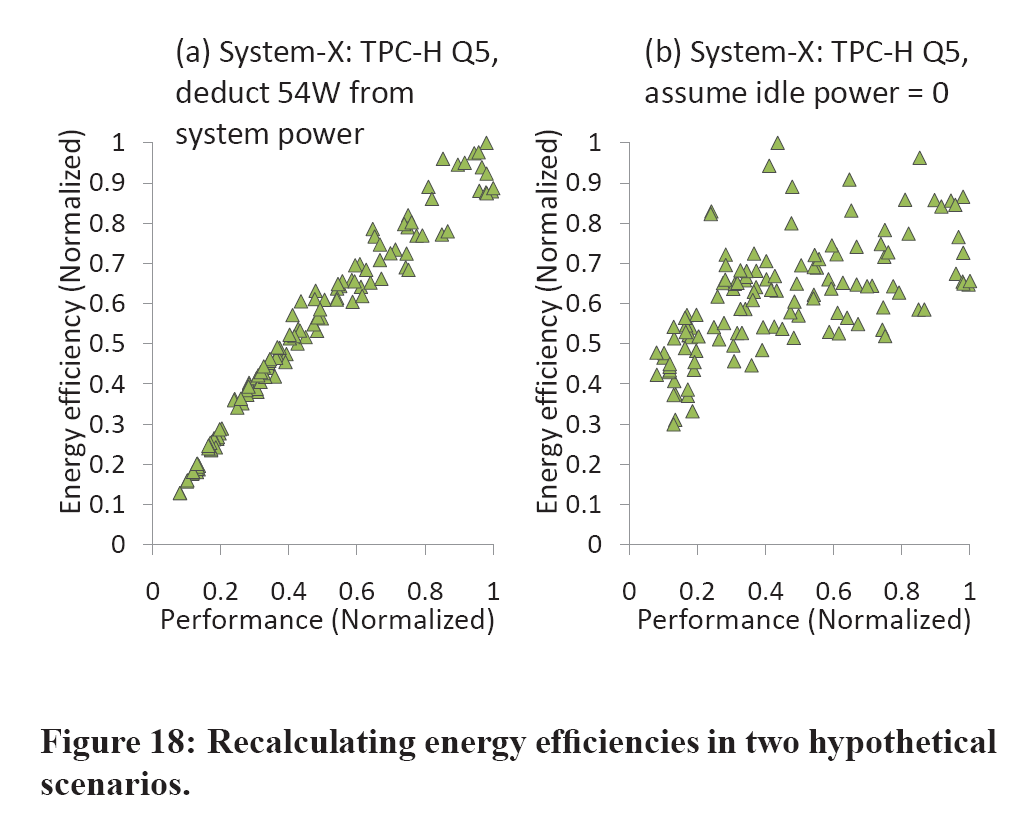 (a) System-X: TPC-H Q5,
deduct 54W from
system power
Energy efficiency (Normalized)
1
0.9
0.8
0.7
0.6
0.5
0.4
0.3
0.2
0.1
0
0 0.2 0.4 0.6 0.8 1
Performance (Normalized)
(b) System-X: TPC-H Q5,
assume idle power = 0
Energy efficiency (Normalized)
1
0.9
0.8
0.7
0.6
0.5
0.4
0.3
0.2
0.1
0
0 0.2 0.4 0.6 0.8 1
Performance (Normalized)
Figure 18: Recalculating energy efficiencies in two hypothetical
scenarios.